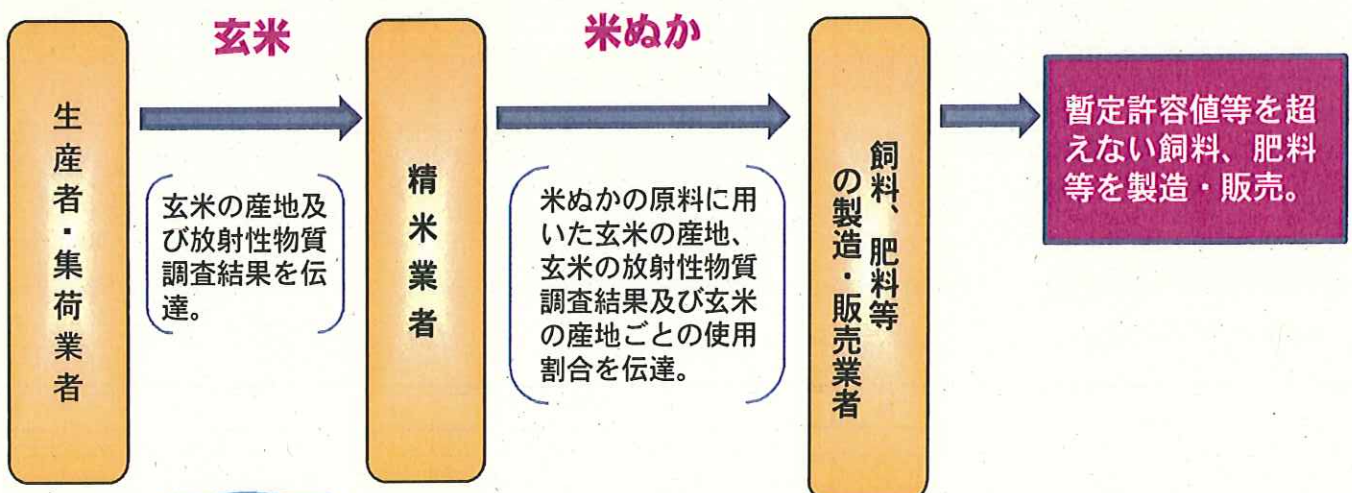 玄米
米ぬか
生産者・集荷業者
玄米の産地及
び放射性物質
調査結果を伝
達。
精米業者
米ぬかの原料に用
いた玄米の産地、
玄米の放射性物質
調査結果及び玄米
の産地ごとの使用
割合を伝達。
飼料、肥料等
の製造・販売業者
暫定許容値等を超
えない飼料、肥料
等を製造・販売。